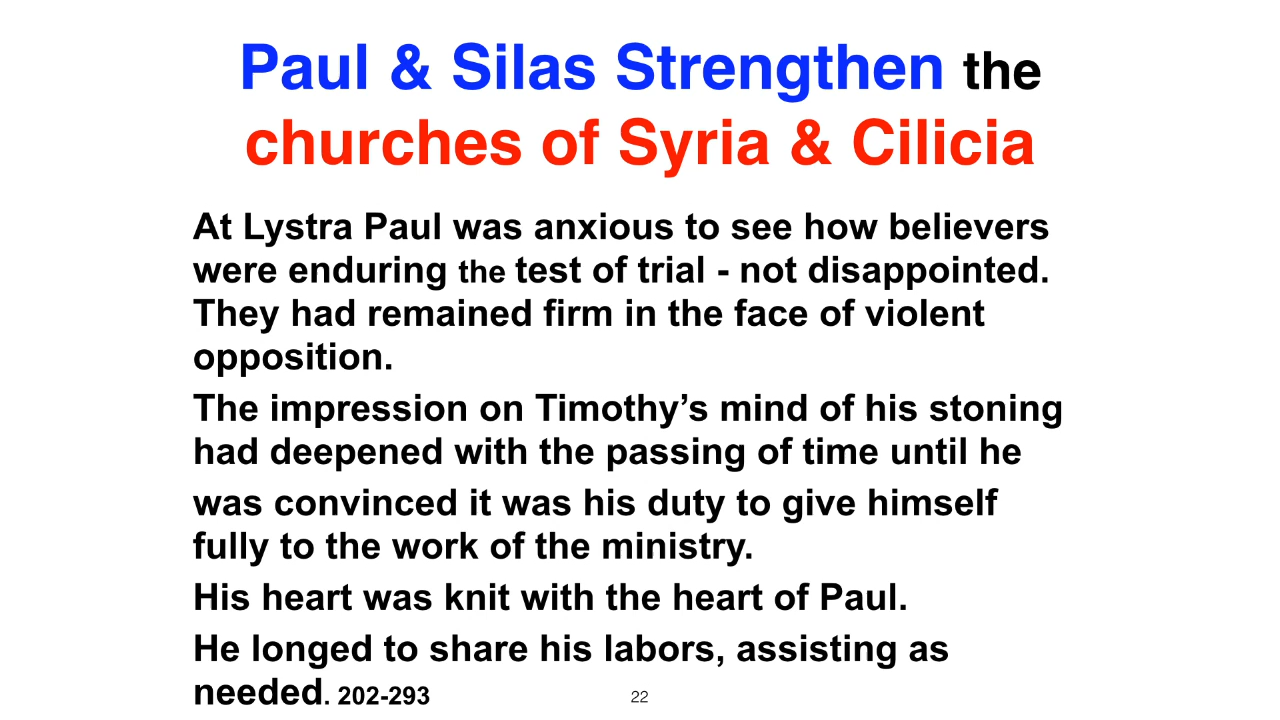 Paul & Silas Strengthen the
churches of Syria & Cilicia
At Lystra Paul was anxious to see how believers
were enduring the test of trial - not disappointed.
They had remained firm in the face of violent
opposition.
The impression on Timothy’s mind of his stoning
had deepened with the passing of time until he
was convinced it was his duty to give himself
fully to the work of the ministry.
His heart was knit with the heart of Paul.
He longed to share his labors, assisting as
needed. 202-293
22